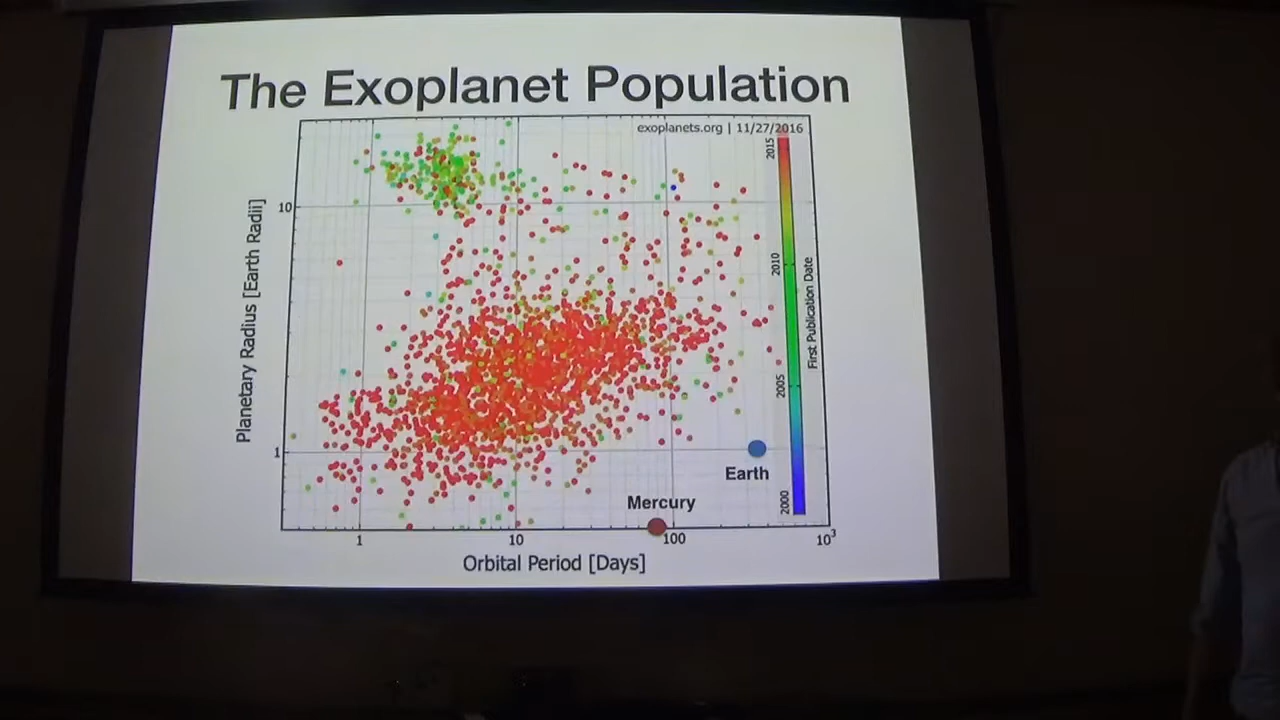 The Exoplanet Population
exoplanets.org | 11/27/2016
Planetary Radius [Earth Radii]
10
1
2015
2010
2005
2000
First Publication Date
Earth
Mercury
1
10
100
10³
Orbital Period [Days]